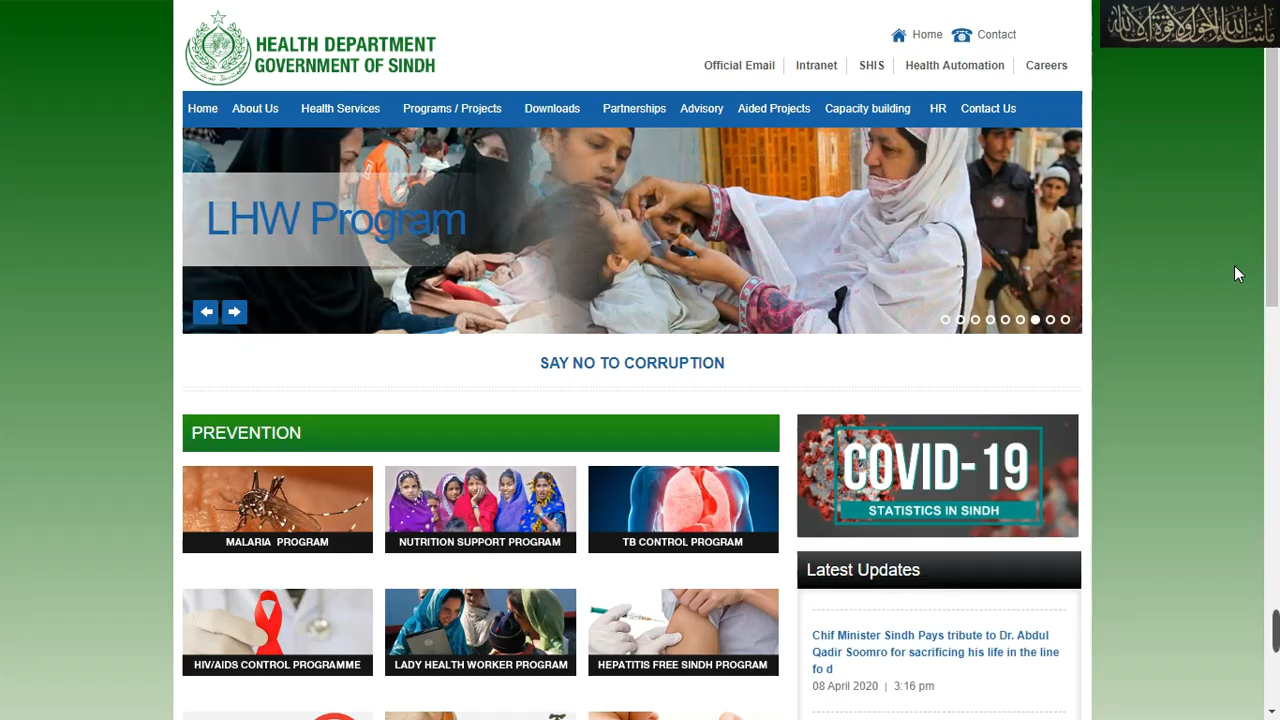 HEALTH DEPARTMENT
GOVERNMENT OF SINDH
Home Contact
Official Email Intranet SHIS Health Automation Careers
Home About Us Health Services Programs / Projects Downloads Partnerships Advisory Aided Projects Capacity building HR Contact Us
LHW Program
SAY NO TO CORRUPTION
PREVENTION
MALARIA PROGRAM
NUTRITION SUPPORT PROGRAM
TB CONTROL PROGRAM
HIV/AIDS CONTROL PROGRAMME
LADY HEALTH WORKER PROGRAM
HEPATITIS FREE SINDH PROGRAM
COVID-19
STATISTICS IN SINDH
Latest Updates
Chif Minister Sindh Pays tribute to Dr. Abdul
Qadir Soomro for sacrificing his life in the line
fo d
08 April 2020 | 3:16 pm